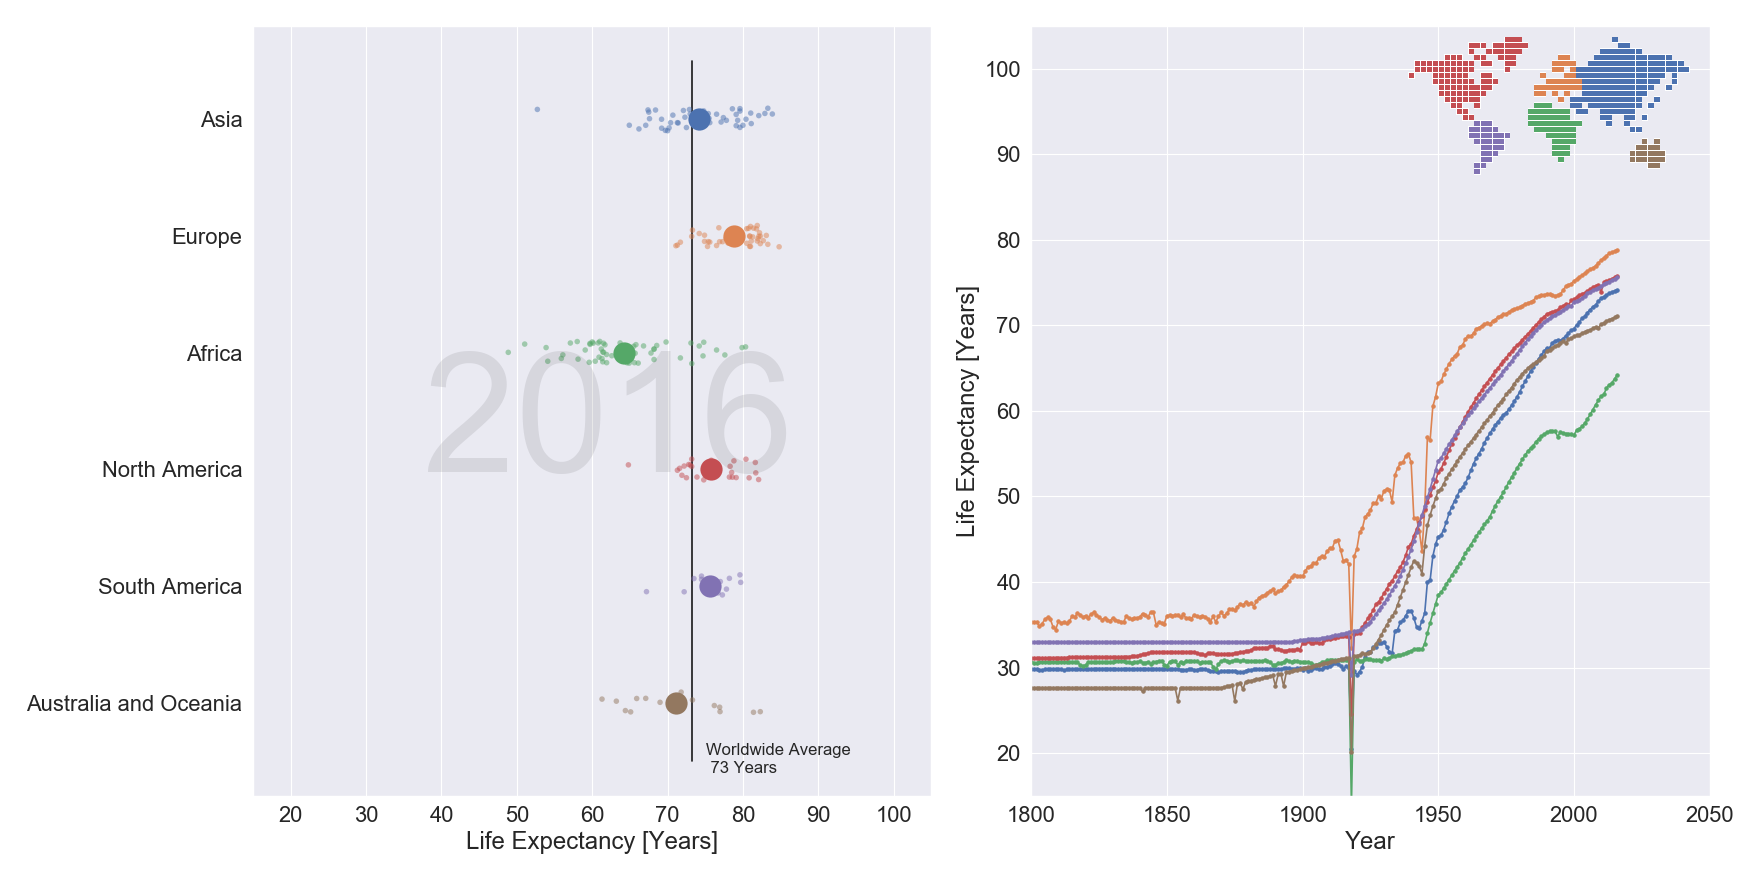 Asia
Europe
Africa
North America
South America
Australia and Oceania
2016
Worldwide Average
73 Years
20 30 40 50 60 70 80 90 100
Life Expectancy [Years]
Life Expectancy [Years]
100
90
80
70
60
50
40
30
20
1800 1850 1900 1950 2000 2050
Year